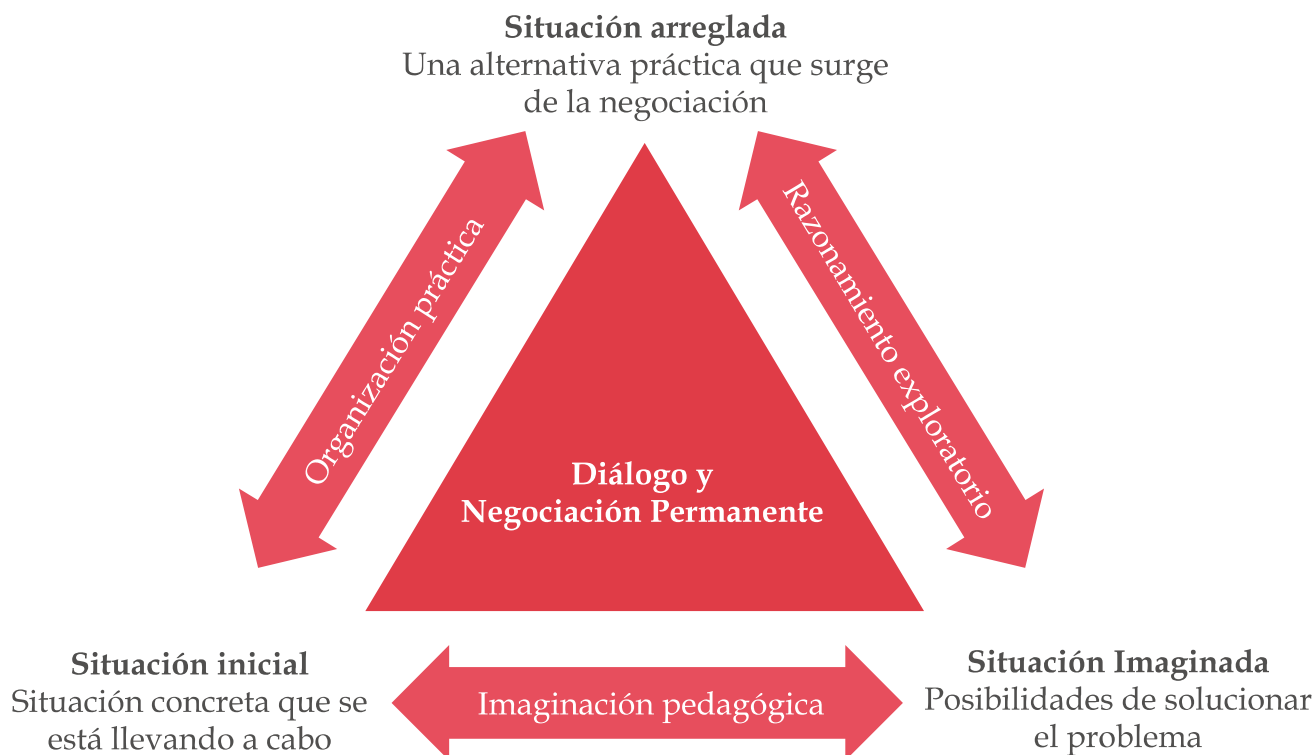 Situación arreglada
Una alternativa práctica que surge
de la negociación
Organización práctica
Razonamiento exploratorio
Diálogo y
Negociación Permanente
Situación inicial
Situación concreta que se
está llevando a cabo
Imaginación pedagógica
Situación Imaginada
Posibilidades de solucionar
el problema